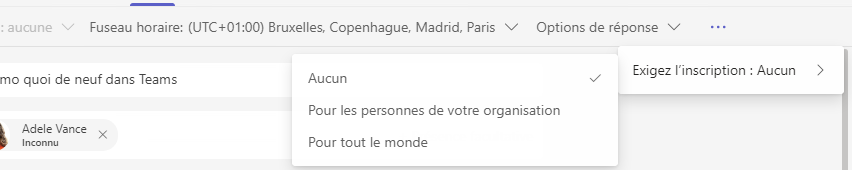 : aucune
Fuseau horaire: (UTC+01:00) Bruxelles, Copenhague, Madrid, Paris
Options de réponse
...
Exigez l’inscription : Aucun
mo quoi de neuf dans Teams
Aucun
Pour les personnes de votre organisation
Pour tout le monde
Adele Vance
Inconnu